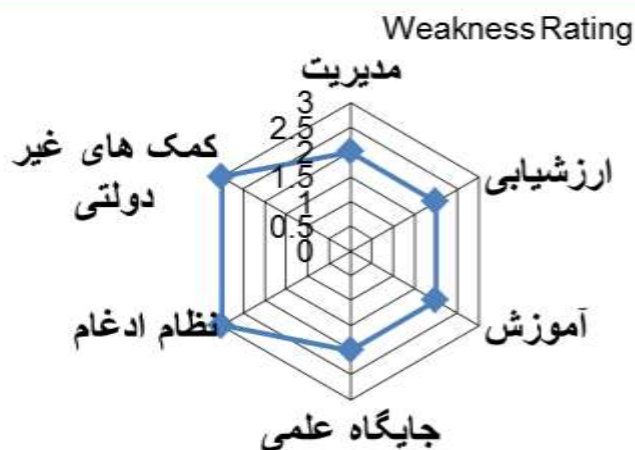 Weakness Rating
مدیریت
3
2.5
2
1.5
1
0.5
0
ارزشیابی
آموزش
جایگاه علمی
نظام ادغام
کمک های غیر
دولتی